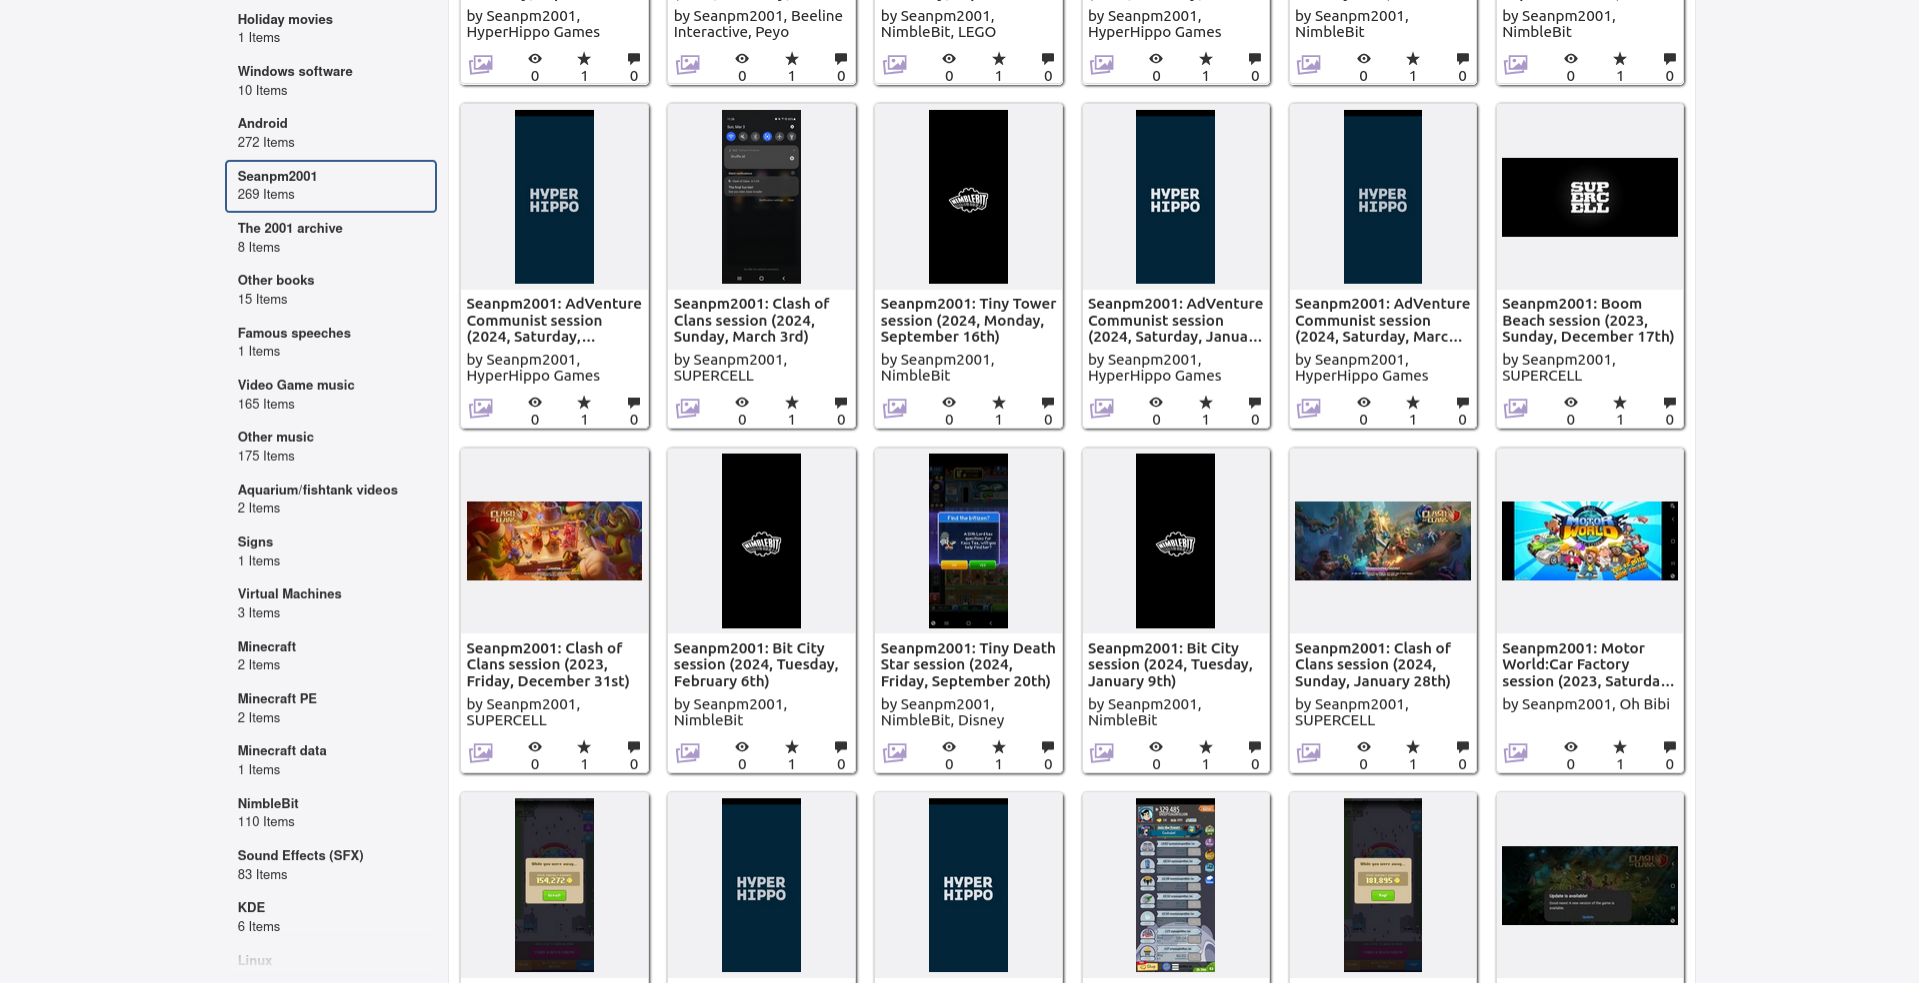 Holiday movies
1 Items
Windows software
10 Items
Android
272 Items
Seanpm2001
269 Items
The 2001 archive
8 Items
Other books
15 Items
Famous speeches
1 Items
Video Game music
165 Items
Other music
175 Items
Aquarium/fishtank videos
2 Items
Signs
1 Items
Virtual Machines
3 Items
Minecraft
2 Items
Minecraft PE
2 Items
Minecraft data
1 Items
NimbleBit
110 Items
Sound Effects (SFX)
83 Items
KDE
6 Items
Linux
by Seanpm2001,
HyperHippo Games
0 1 0
by Seanpm2001, Beeline
Interactive, Peyo
0 1 0
by Seanpm2001,
NimbleBit, LEGO
0 1 0
by Seanpm2001,
HyperHippo Games
0 1 0
by Seanpm2001,
NimbleBit
0 1 0
by Seanpm2001,
NimbleBit
0 1 0
HYPER
HIPPO
Seanpm2001: AdVenture
Communist session
(2024, Saturday,...
by Seanpm2001,
HyperHippo Games
0 1 0
Seanpm2001: Clash of
Clans session (2024,
Sunday, March 3rd)
by Seanpm2001,
SUPERCELL
0 1 0
NIMBLEBIT
Seanpm2001: Tiny Tower
session (2024, Monday,
September 16th)
by Seanpm2001,
NimbleBit
0 1 0
HYPER
HIPPO
Seanpm2001: AdVenture
Communist session
(2024, Saturday, Janua...
by Seanpm2001,
HyperHippo Games
0 1 0
HYPER
HIPPO
Seanpm2001: AdVenture
Communist session
(2024, Saturday, Marc...
by Seanpm2001,
HyperHippo Games
0 1 0
SUP
ERC
ELL
Seanpm2001: Boom
Beach session (2023,
Sunday, December 17th)
by Seanpm2001,
SUPERCELL
0 1 0
CLASH
OF
CLANS
Seanpm2001: Clash of
Clans session (2023,
Friday, December 31st)
by Seanpm2001,
SUPERCELL
0 1 0
NIMBLEBIT
Seanpm2001: Bit City
session (2024, Tuesday,
February 6th)
by Seanpm2001,
NimbleBit
0 1 0
Find the bitizen?
Seanpm2001: Tiny Death
Star session (2024,
Friday, September 20th)
by Seanpm2001,
NimbleBit, Disney
0 1 0
NIMBLEBIT
Seanpm2001: Bit City
session (2024, Tuesday,
January 9th)
by Seanpm2001,
NimbleBit
0 1 0
CLASH
OF
CLANS
Seanpm2001: Clash of
Clans session (2024,
Sunday, January 28th)
by Seanpm2001,
SUPERCELL
0 1 0
MOTOR
WORLD
Seanpm2001: Motor
World:Car Factory
session (2023, Saturda...
by Seanpm2001, Oh Bibi
0 1 0
While you were away...
154,272
HYPER
HIPPO
HYPER
HIPPO
329,485
While you were away...
181,895
CLASH
OF
CLANS
Update is available!
Update